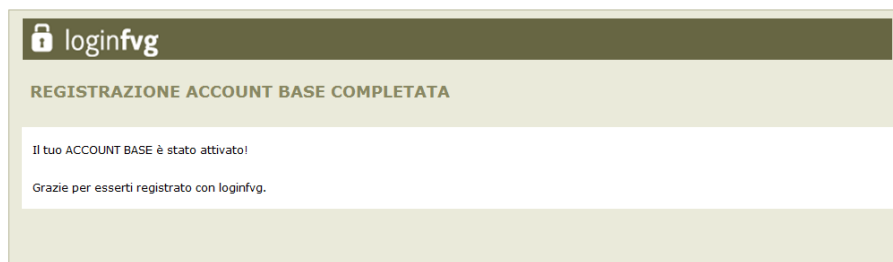 loginfvg
REGISTRAZIONE ACCOUNT BASE COMPLETATA
Il tuo ACCOUNT BASE è stato attivato!
Grazie per esserti registrato con loginfvg.